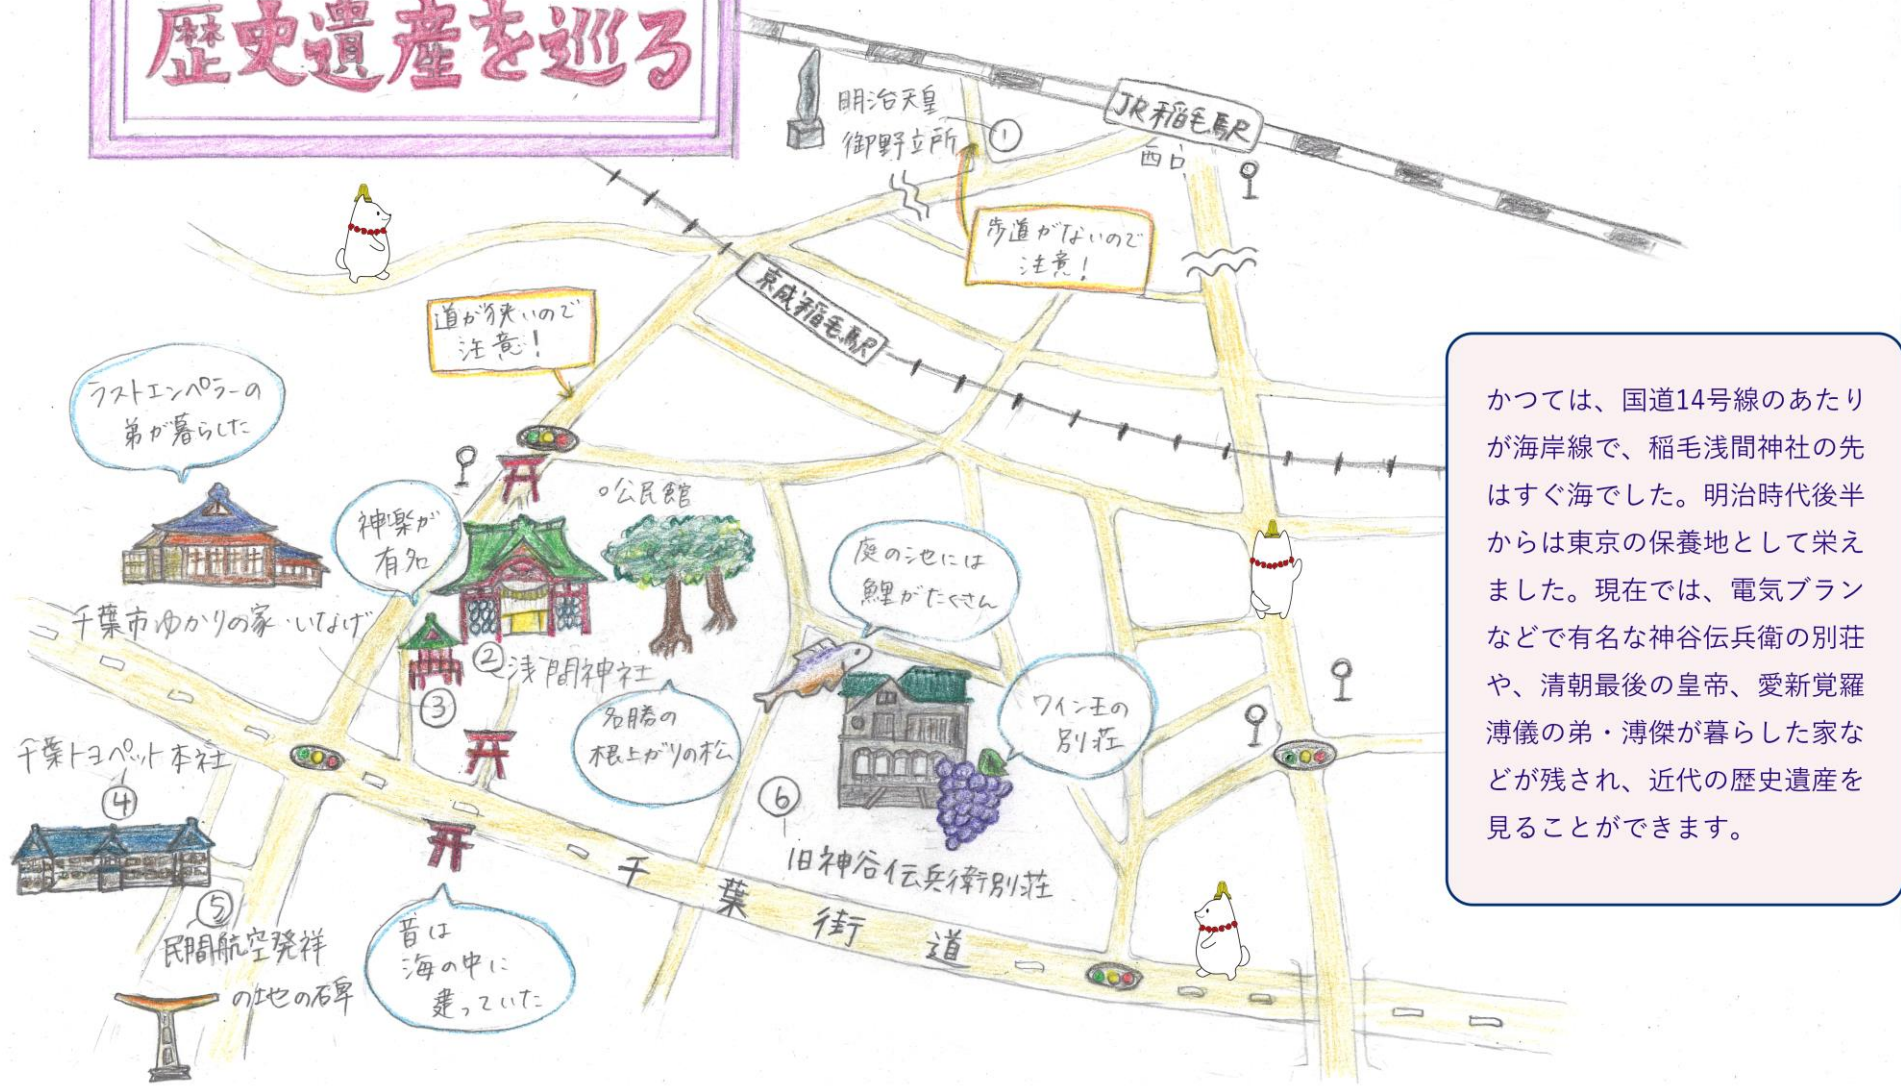 歴史遺産を巡る
明治天皇
御野立所
①
JR稲毛駅
西口
歩道がないので
注意！
京成稲毛駅
道が狭いので
注意！
ラストエンペラーの
弟が暮らした
千葉市ゆかりの家・いなげ
神楽が
有名
公民館
②浅間神社
③
名勝の
根上がりの松
庭の池には
鯉がたくさん
ワイン王の
別荘
⑥
旧神谷伝兵衛別荘
千葉トヨペット本社
④
⑤
民間航空発祥
の地の石碑
昔は
海の中に
建っていた
千葉街道
かつては、国道14号線のあたり
が海岸線で、稲毛浅間神社の先
はすぐ海でした。明治時代後半
からは東京の保養地として栄え
ました。現在では、電気ブラン
などで有名な神谷伝兵衛の別荘
や、清朝最後の皇帝、愛新覚羅
溥儀の弟・溥傑が暮らした家な
どが残され、近代の歴史遺産を
見ることができます。